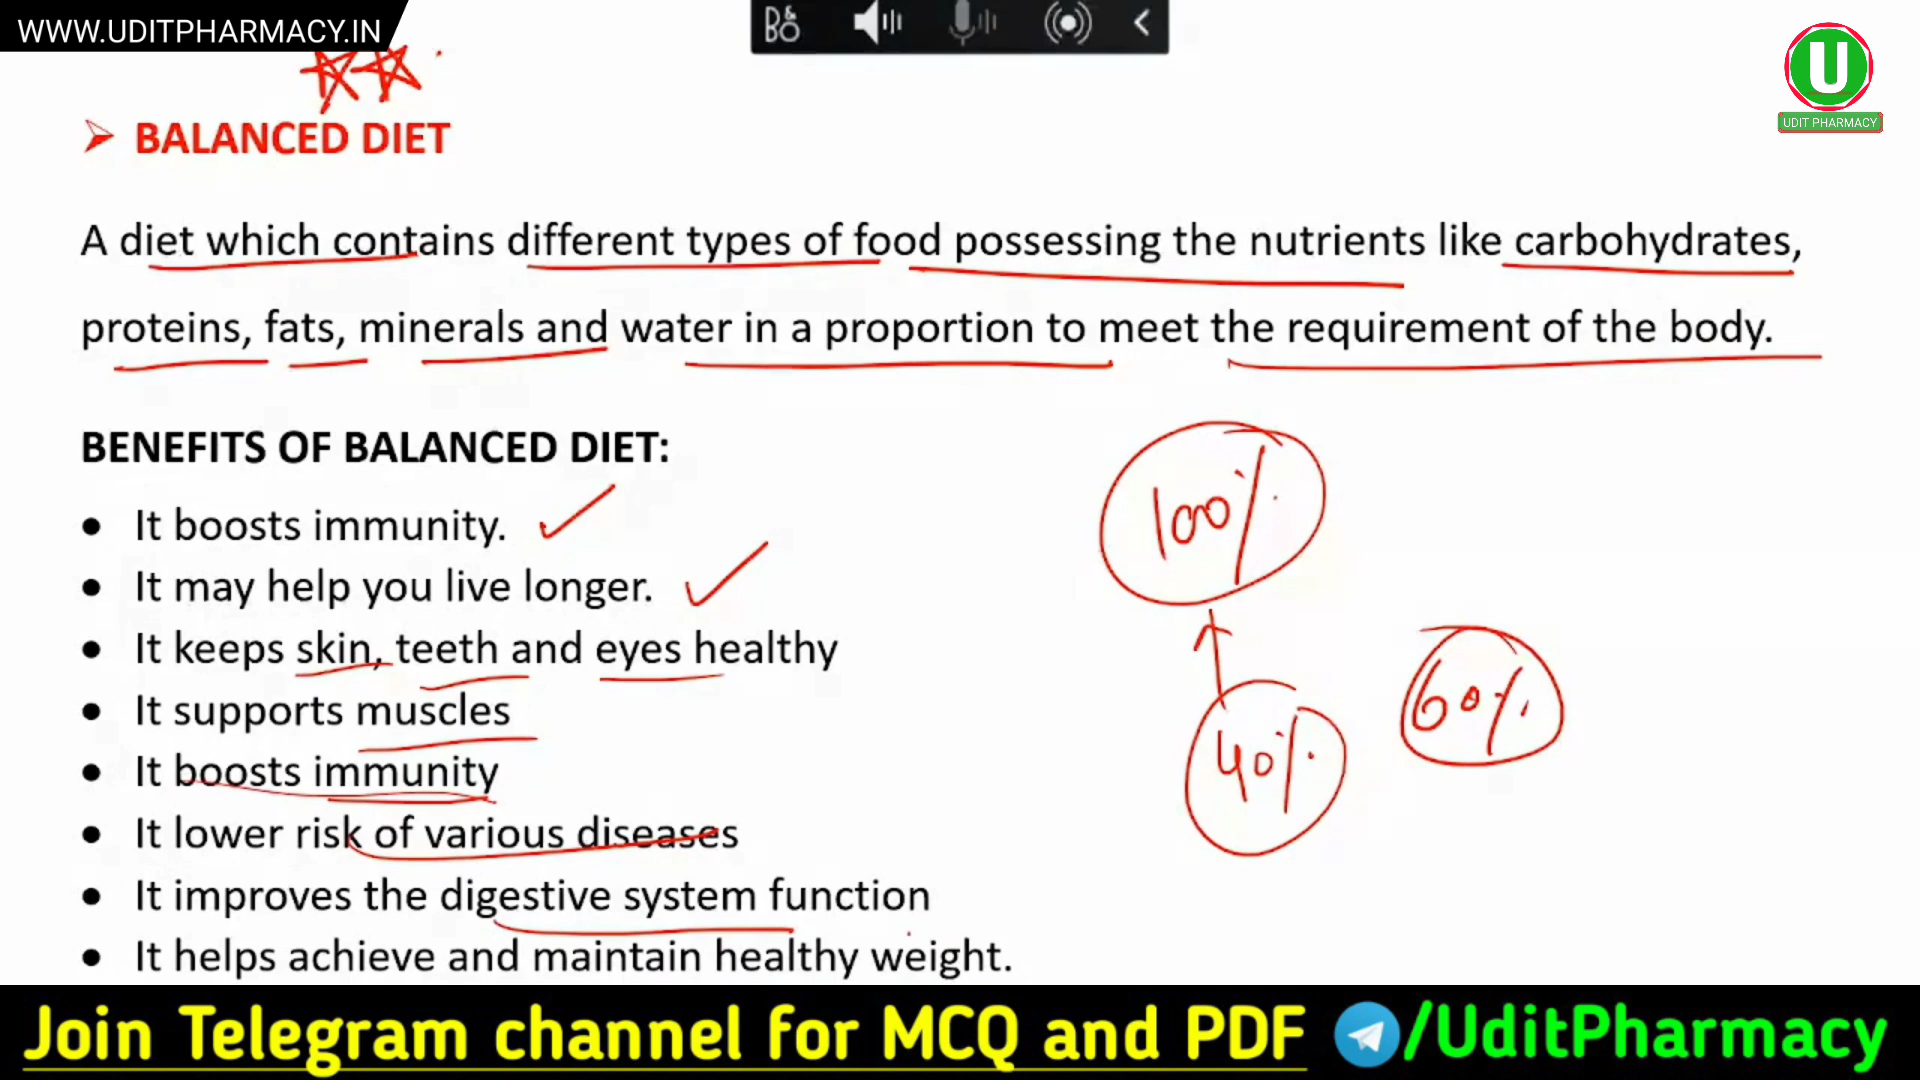 WWW.UDITPHARMACY.IN
U
UDIT PHARMACY
➢ BALANCED DIET
A diet which contains different types of food possessing the nutrients like carbohydrates,
proteins, fats, minerals and water in a proportion to meet the requirement of the body.
BENEFITS OF BALANCED DIET:
• It boosts immunity.
• It may help you live longer.
• It keeps skin, teeth and eyes healthy
• It supports muscles
• It boosts immunity
• It lower risk of various diseases
• It improves the digestive system function
• It helps achieve and maintain healthy weight.
100%
60%
40%
Join Telegram channel for MCQ and PDF /UditPharmacy